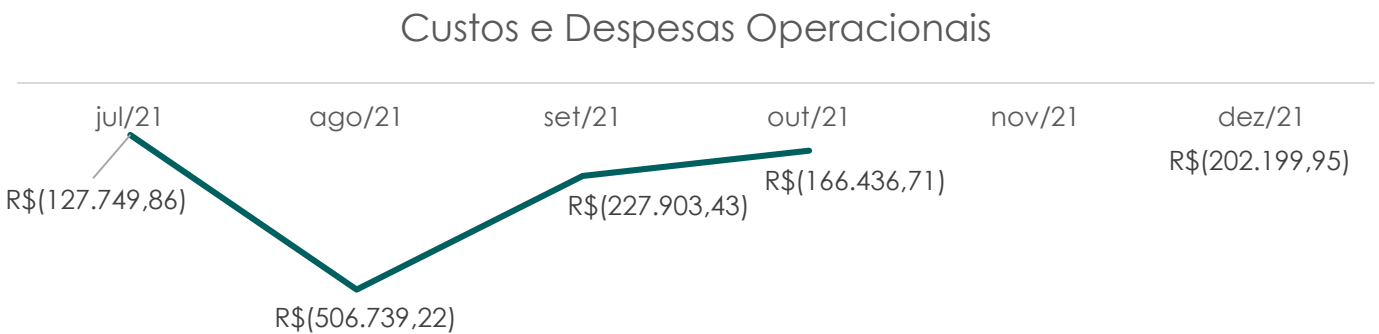 Custos e Despesas Operacionais
jul/21 ago/21 set/21 out/21 nov/21 dez/21
R$(127.749,86)
R$(506.739,22)
R$(227.903,43)
R$(166.436,71)
R$(202.199,95)